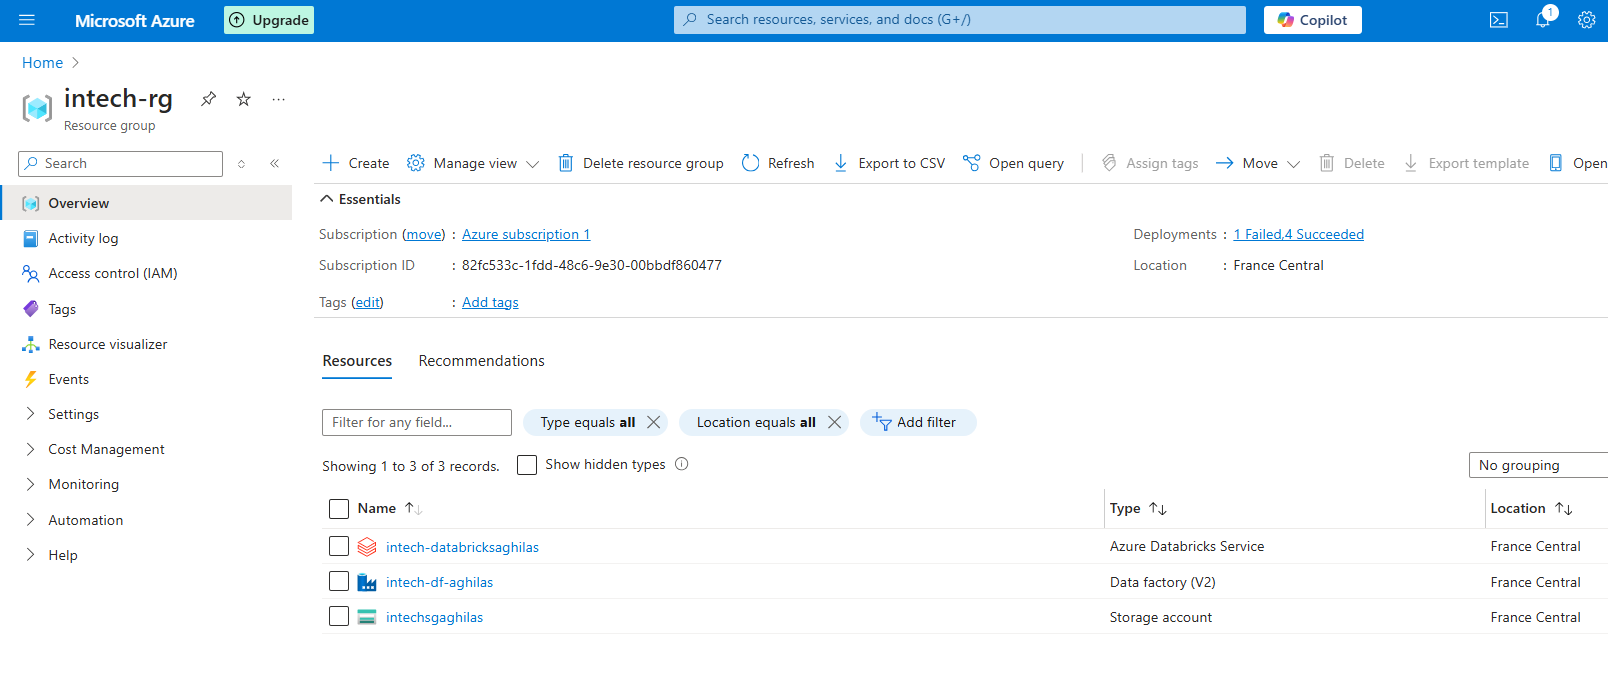 Microsoft Azure
Upgrade
Search resources, services, and docs (G+/)
Copilot
1
Home
intech-rg
Resource group
Search
Create
Manage view
Delete resource group
Refresh
Export to CSV
Open query
Assign tags
Move
Delete
Export template
Open
Overview
Activity log
Access control (IAM)
Tags
Resource visualizer
Events
Settings
Cost Management
Monitoring
Automation
Help
Essentials
Subscription (move) : Azure subscription 1
Deployments : 1 Failed,4 Succeeded
Subscription ID : 82fc533c-1fdd-48c6-9e30-00bbdf860477
Location : France Central
Tags (edit) : Add tags
Resources
Recommendations
Filter for any field...
Type equals all
Location equals all
Add filter
Showing 1 to 3 of 3 records.
Show hidden types
No grouping
Name Type Location
intech-databricksaghilas Azure Databricks Service France Central
intech-df-aghilas Data factory (V2) France Central
intechsgaghilas Storage account France Central